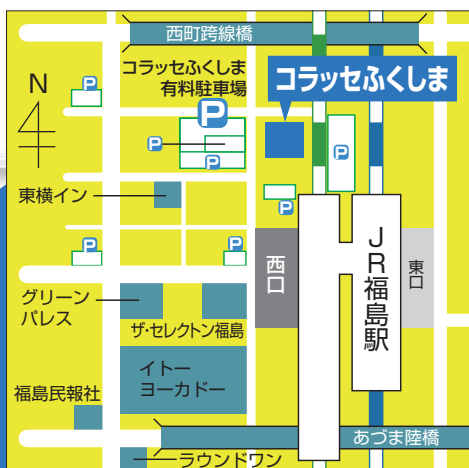 西町跨線橋
コラッセふくしま
有料駐車場
コラッセふくしま
N
P
P
P
P
P
東横イン
P
P
西口
JR福島駅
東口
グリーン
パレス
ザ・セレクトン福島
イトー
ヨーカドー
福島民報社
あづま陸橋
ラウンドワン